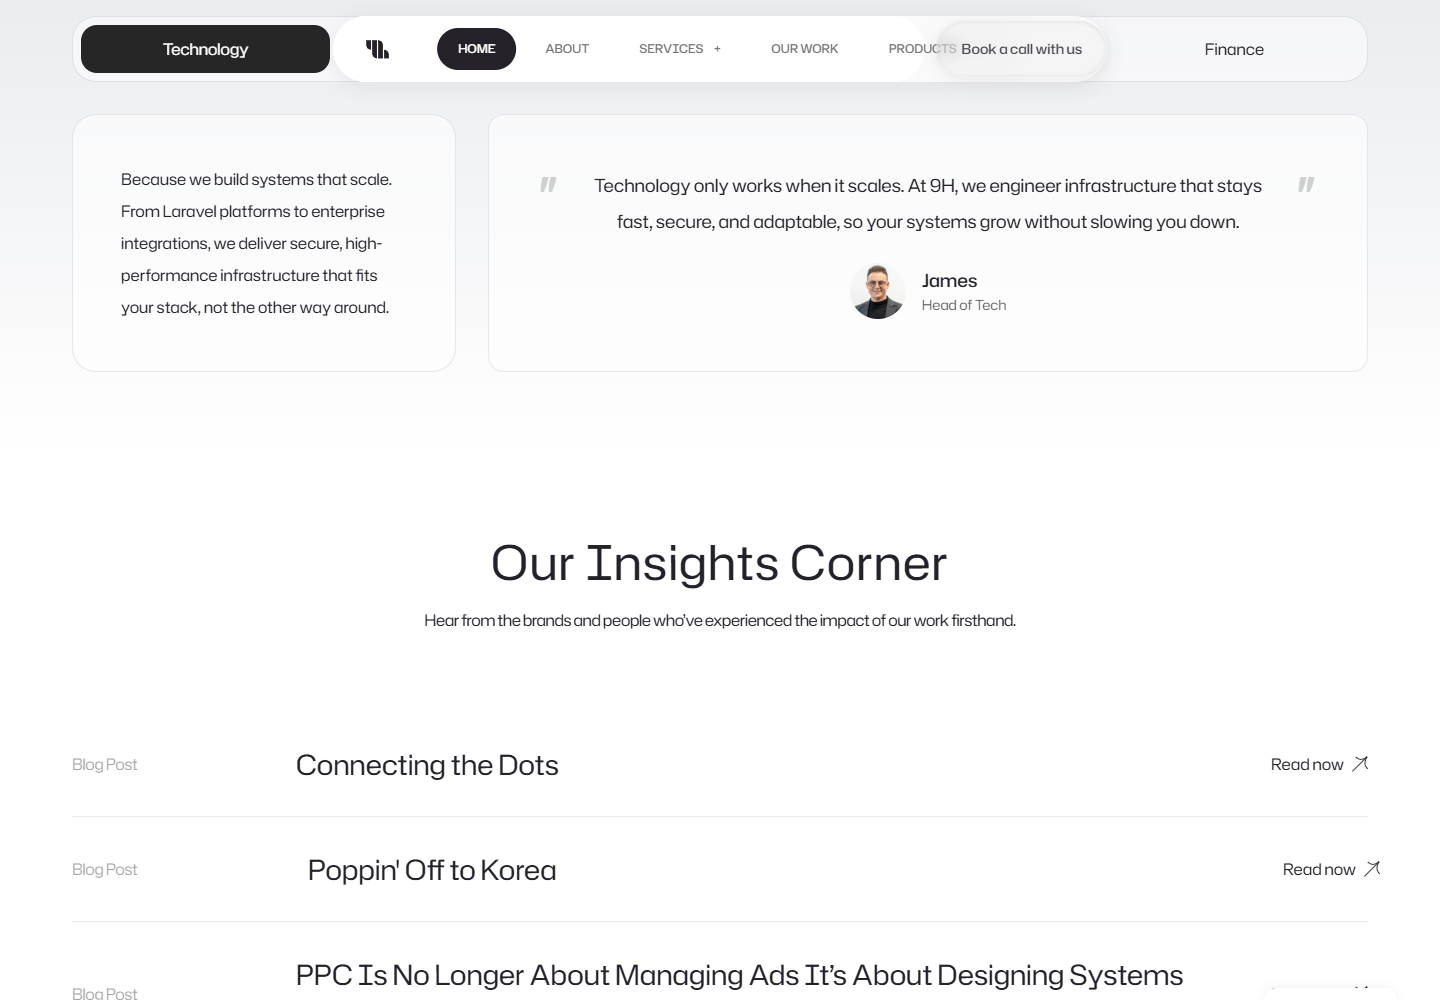 Technology
HOME
ABOUT
SERVICES +
OUR WORK
PRODUCTS
Book a call with us
Finance
Because we build systems that scale.
From Laravel platforms to enterprise
integrations, we deliver secure, high-
performance infrastructure that fits
your stack, not the other way around.
" Technology only works when it scales. At 9H, we engineer infrastructure that stays "
fast, secure, and adaptable, so your systems grow without slowing you down.
James
Head of Tech
Our Insights Corner
Hear from the brands and people who’ve experienced the impact of our work firsthand.
Blog Post
Connecting the Dots
Read now
Blog Post
Poppin' Off to Korea
Read now
PPC Is No Longer About Managing Ads It’s About Designing Systems
Blog Post